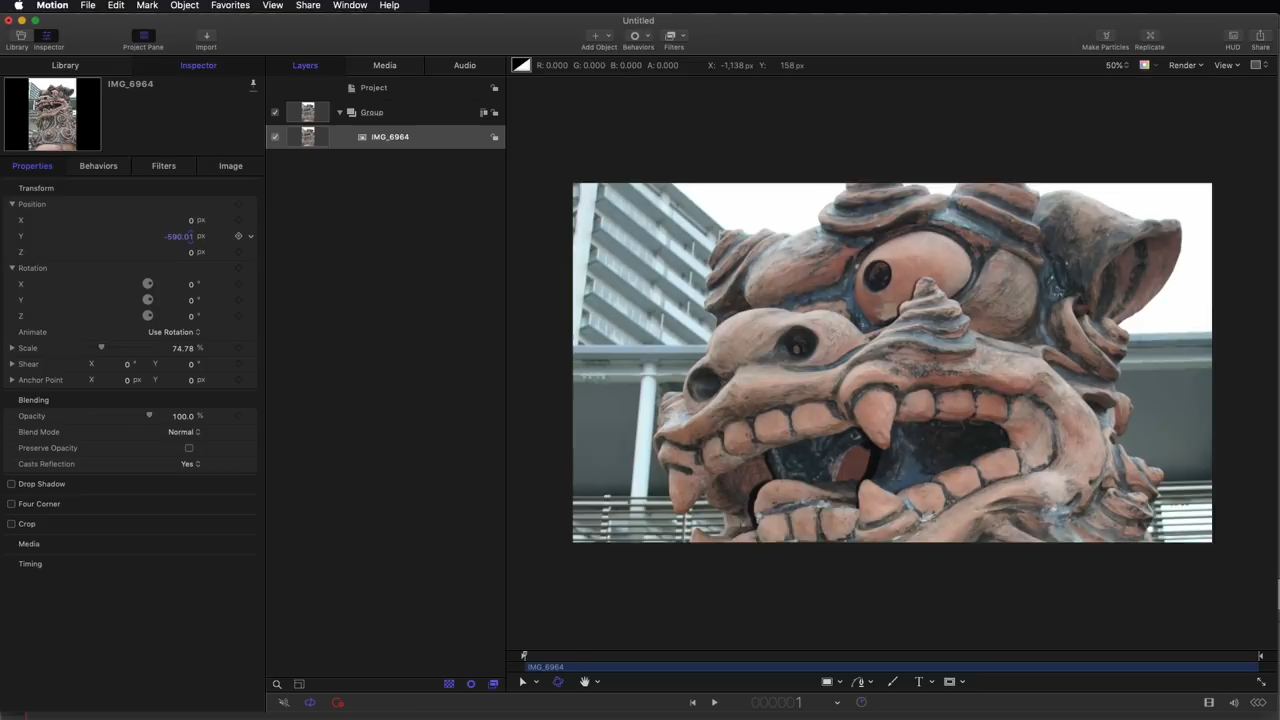 Motion File Edit Mark Object Favorites View Share Window Help
Untitled
Library Inspector Project Pane Import Add Object Behaviors Filters Make Particles Replicate HUD Share
Library Inspector Layers Media Audio R: 0.000 G: 0.000 B: 0.000 A: 0.000 X: -1,138 px Y: 158 px 50% Render View
IMG_6964 Project
Group
IMG_6964
Properties Behaviors Filters Image
Transform
Position
X 0 px
Y -590.01 px
Z 0 px
Rotation
X 0 °
Y 0 °
Z 0 °
Animate Use Rotation
Scale 74.78 %
Shear X 0 ° Y 0 °
Anchor Point X 0 px Y 0 px
Blending
Opacity 100.0 %
Blend Mode Normal
Preserve Opacity
Casts Reflection Yes
Drop Shadow
Four Corner
Crop
Media
Timing
IMG_6964
T
000001